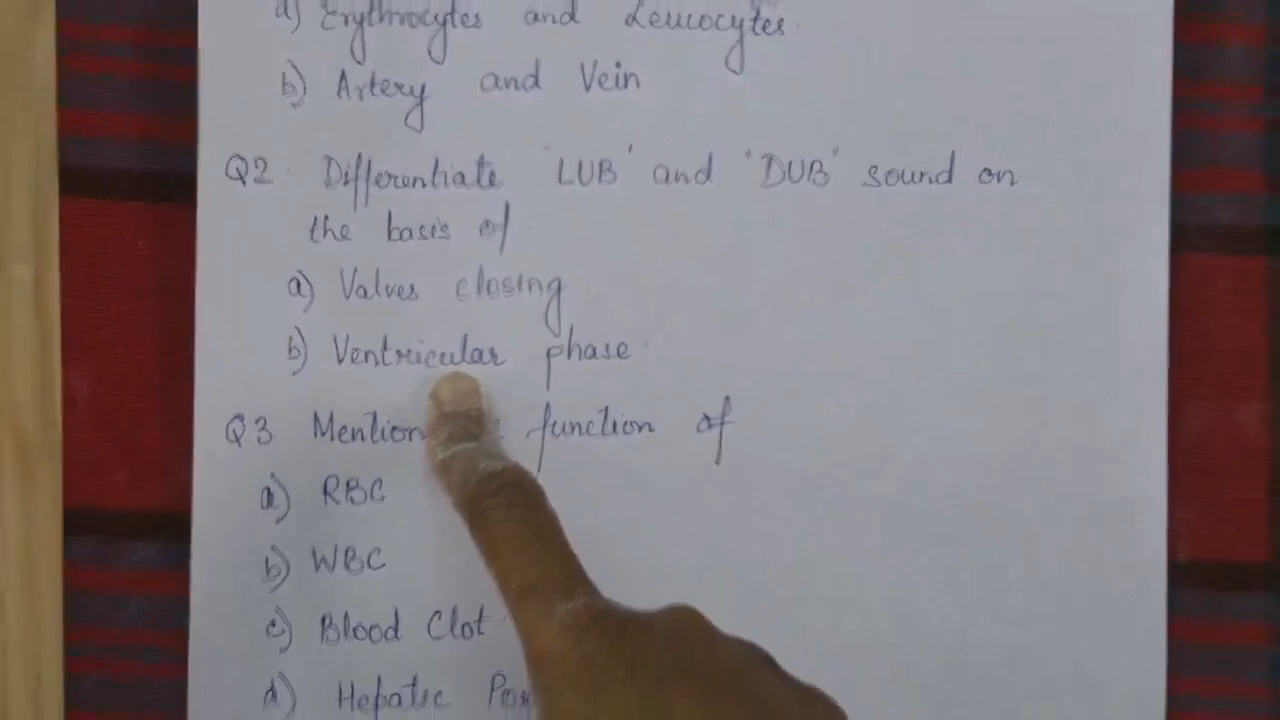 a) Erythrocytes and Leucocytes.
b) Artery and Vein
Q2. Differentiate 'LUB' and 'DUB' sound on
the basis of
a) Valves closing
b) Ventricular phase
Q3. Mention function of
a) RBC
b) WBC
c) Blood Clot
d) Hepatic